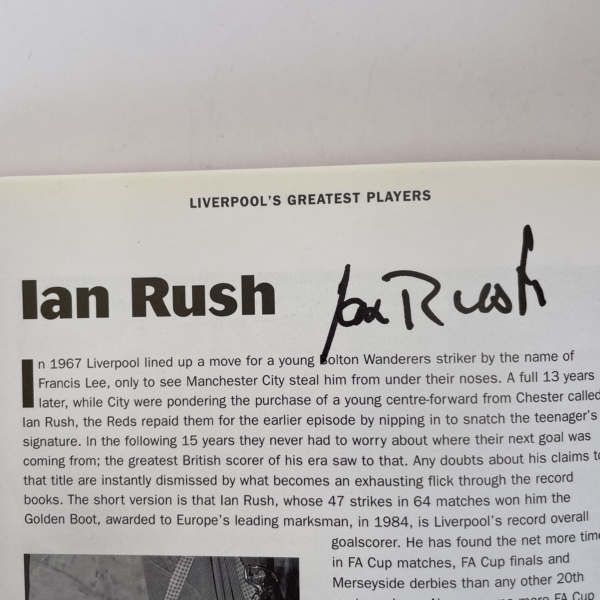 LIVERPOOL'S GREATEST PLAYERS
Ian Rush Ian Rush
In 1967 Liverpool lined up a move for a young Bolton Wanderers striker by the name of
Francis Lee, only to see Manchester City steal him from under their noses. A full 13 years
later, while City were pondering the purchase of a young centre-forward from Chester called
Ian Rush, the Reds repaid them for the earlier episode by nipping in to snatch the teenager's
signature. In the following 15 years they never had to worry about where their next goal was
coming from; the greatest British scorer of his era saw to that. Any doubts about his claims to
that title are instantly dismissed by what becomes an exhausting flick through the record
books. The short version is that Ian Rush, whose 47 strikes in 64 matches won him the
Golden Boot, awarded to Europe's leading marksman, in 1984, is Liverpool's record overall
goalscorer. He has found the net more time
in FA Cup matches, FA Cup finals and
Merseyside derbies than any other 20th
more FA Cup